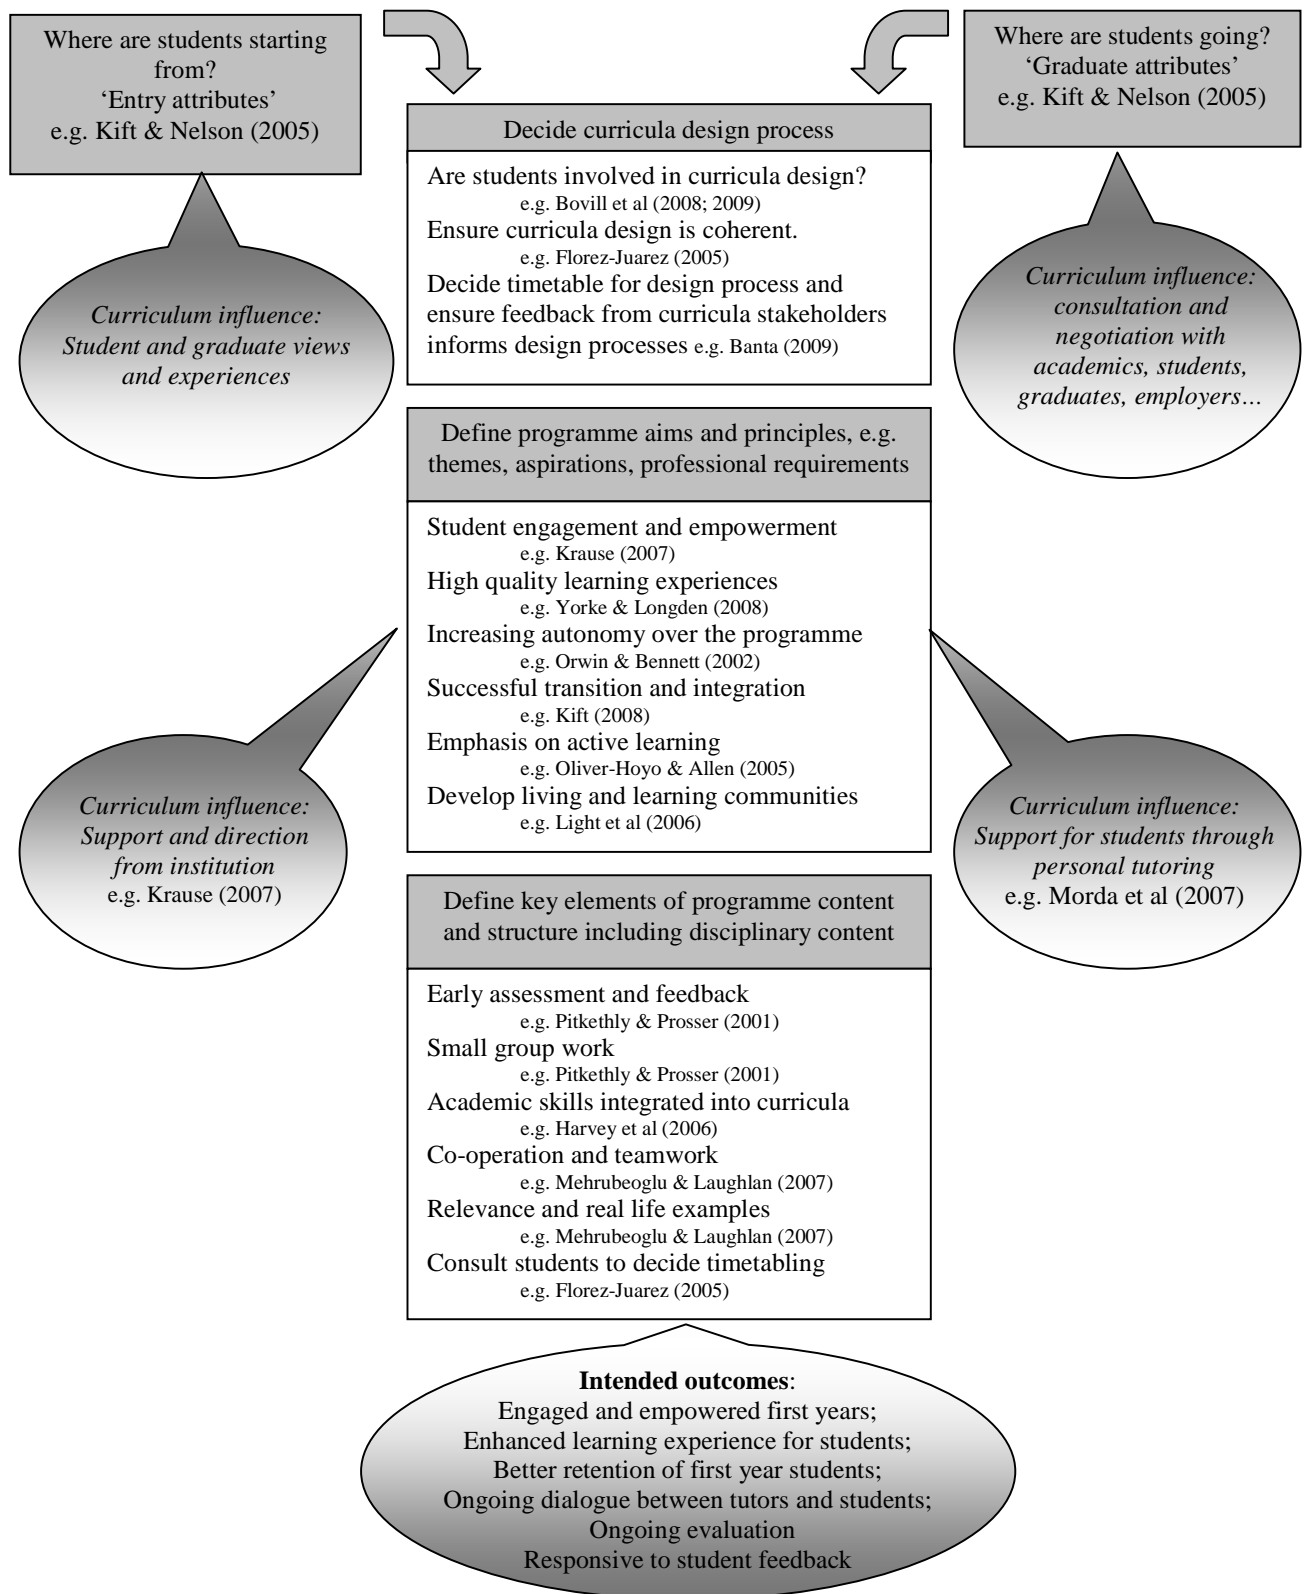 Where are students starting
from?
‘Entry attributes’
e.g. Kift & Nelson (2005)
Where are students going?
‘Graduate attributes’
e.g. Kift & Nelson (2005)
Decide curricula design process
Are students involved in curricula design?
e.g. Bovill et al (2008; 2009)
Ensure curricula design is coherent.
e.g. Florez-Juarez (2005)
Decide timetable for design process and
ensure feedback from curricula stakeholders
informs design processes e.g. Banta (2009)
Curriculum influence:
Student and graduate views
and experiences
Curriculum influence:
consultation and
negotiation with
academics, students,
graduates, employers…
Define programme aims and principles, e.g.
themes, aspirations, professional requirements
Student engagement and empowerment
e.g. Krause (2007)
High quality learning experiences
e.g. Yorke & Longden (2008)
Increasing autonomy over the programme
e.g. Orwin & Bennett (2002)
Successful transition and integration
e.g. Kift (2008)
Emphasis on active learning
e.g. Oliver-Hoyo & Allen (2005)
Develop living and learning communities
e.g. Light et al (2006)
Curriculum influence:
Support and direction
from institution
e.g. Krause (2007)
Curriculum influence:
Support for students through
personal tutoring
e.g. Morda et al (2007)
Define key elements of programme content
and structure including disciplinary content
Early assessment and feedback
e.g. Pitkethly & Prosser (2001)
Small group work
e.g. Pitkethly & Prosser (2001)
Academic skills integrated into curricula
e.g. Harvey et al (2006)
Co-operation and teamwork
e.g. Mehrubeoglu & Laughlan (2007)
Relevance and real life examples
e.g. Mehrubeoglu & Laughlan (2007)
Consult students to decide timetabling
e.g. Florez-Juarez (2005)
Intended outcomes:
Engaged and empowered first years;
Enhanced learning experience for students;
Better retention of first year students;
Ongoing dialogue between tutors and students;
Ongoing evaluation
Responsive to student feedback